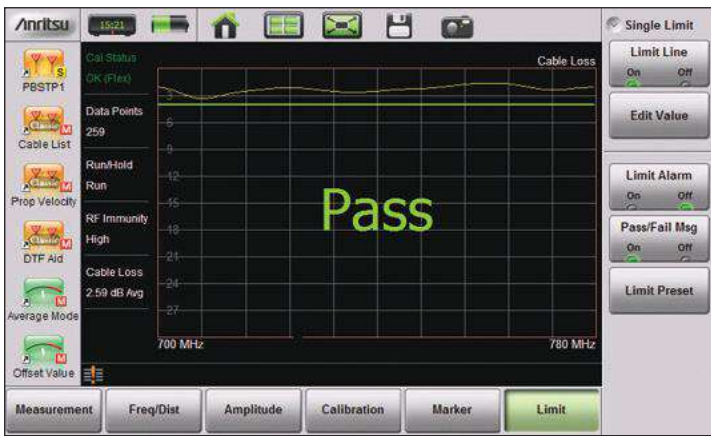 Anritsu
15:21
Single Limit
PBSTP1
Cable List
Prop Velocity
DTF Aid
Average Mode
Offset Value
S
Classic M
Classic M
Classic M
M
M
Cal Status
OK (Flex)
Data Points
259
Run/Hold
Run
RF Immunity
High
Cable Loss
2.59 dB Avg
Cable Loss
3
6
9
12
15
18
21
24
27
Pass
700 MHz
780 MHz
Limit Line
On Off
Edit Value
Limit Alarm
On Off
Pass/Fail Msg
On Off
Limit Preset
Measurement
Freq/Dist
Amplitude
Calibration
Marker
Limit